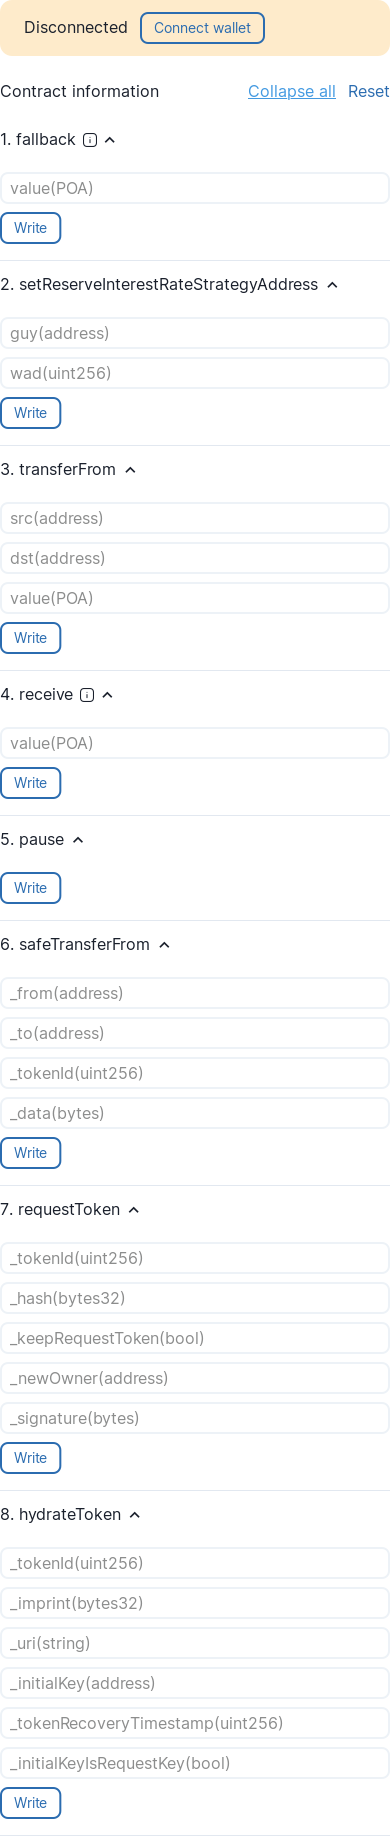 Disconnected Connect wallet
Contract information Collapse all Reset
1. fallback
value(POA)
Write
2. setReserveInterestRateStrategyAddress
guy(address)
wad(uint256)
Write
3. transferFrom
src(address)
dst(address)
value(POA)
Write
4. receive
value(POA)
Write
5. pause
Write
6. safeTransferFrom
_from(address)
_to(address)
_tokenId(uint256)
_data(bytes)
Write
7. requestToken
_tokenId(uint256)
_hash(bytes32)
_keepRequestToken(bool)
_newOwner(address)
_signature(bytes)
Write
8. hydrateToken
_tokenId(uint256)
_imprint(bytes32)
_uri(string)
_initialKey(address)
_tokenRecoveryTimestamp(uint256)
_initialKeyIsRequestKey(bool)
Write